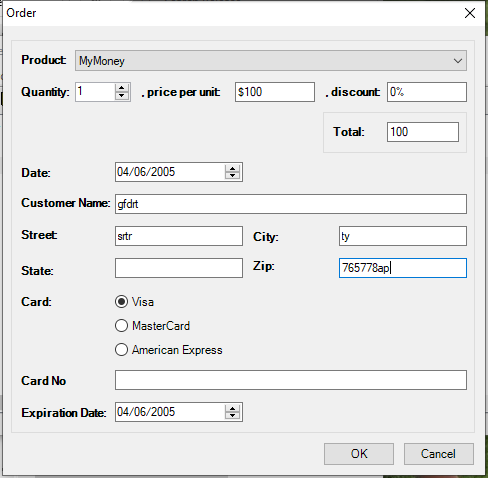 Order
Product: MyMoney
Quantity: 1 , price per unit: $100 , discount: 0%
Total: 100
Date: 04/06/2005
Customer Name: gfdrt
Street: srtr City: ty
State: Zip: 765778ap
Card: Visa
MasterCard
American Express
Card No
Expiration Date: 04/06/2005
OK Cancel